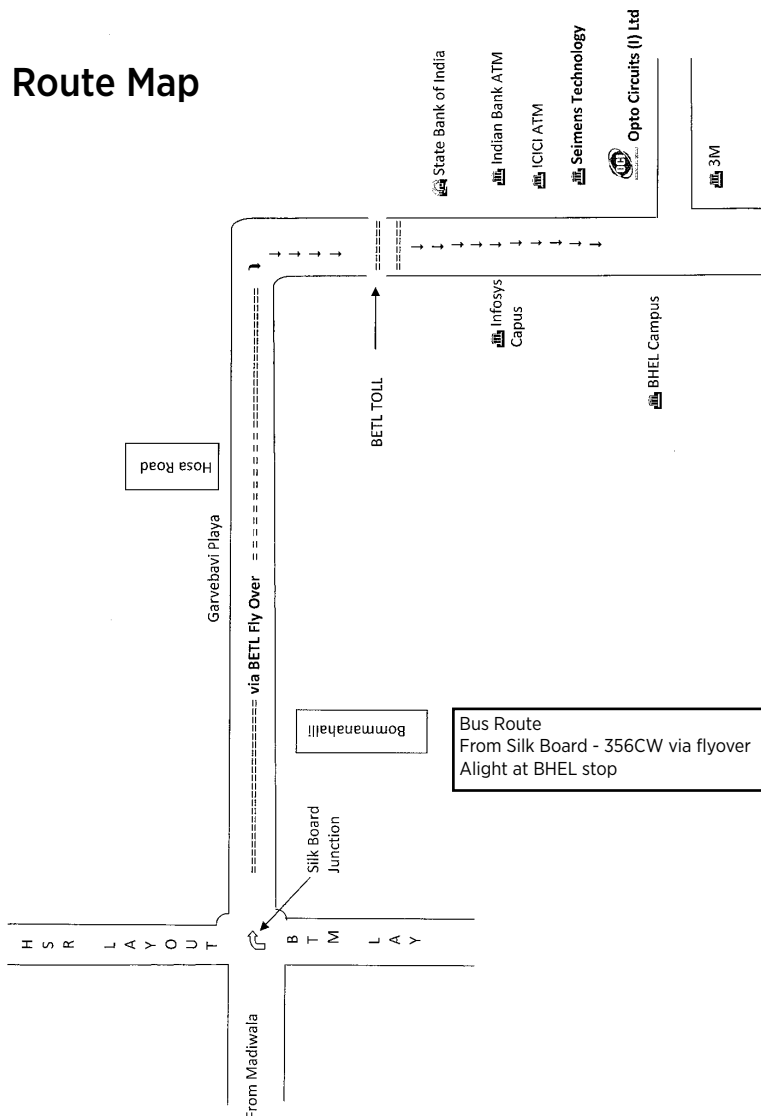 Route Map
State Bank of India
Indian Bank ATM
ICICI ATM
Seimens Technology
Opto Circuits (I) Ltd
3M
Infosys
Capus
BHEL Campus
BETL TOLL
Hosa Road
Garvebavi Playa
via BETL Fly Over
Bommanahalli
Bus Route
From Silk Board - 356CW via flyover
Alight at BHEL stop
Silk Board
Junction
HSR LAYOUT
BTM LAY
From Madiwala